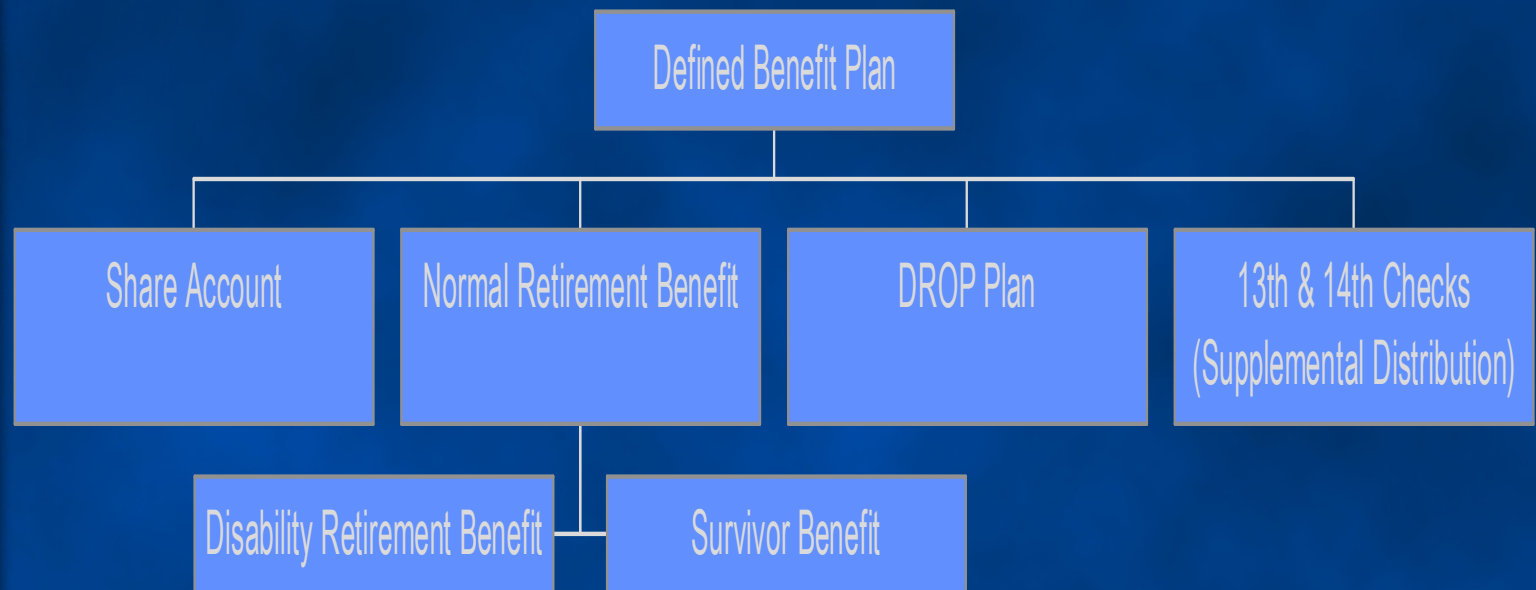 Defined Benefit Plan
Share Account
Normal Retirement Benefit
DROP Plan
13th & 14th Checks
(Supplemental Distribution)
Disability Retirement Benefit
Survivor Benefit